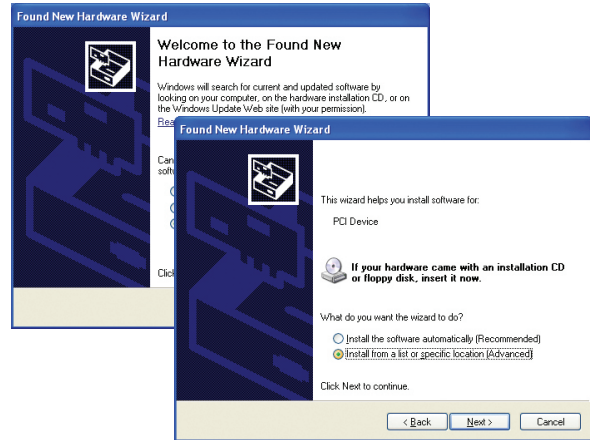 Found New Hardware Wizard
Welcome to the Found New
Hardware Wizard
Windows will search for current and updated software by
looking on your computer, on the hardware installation CD, or on
the Windows Update Web site (with your permission).
Found New Hardware Wizard
This wizard helps you install software for:
PCI Device
If your hardware came with an installation CD
or floppy disk, insert it now.
What do you want the wizard to do?
Install the software automatically (Recommended)
Install from a list or specific location (Advanced)
Click Next to continue.
< Back
Next >
Cancel